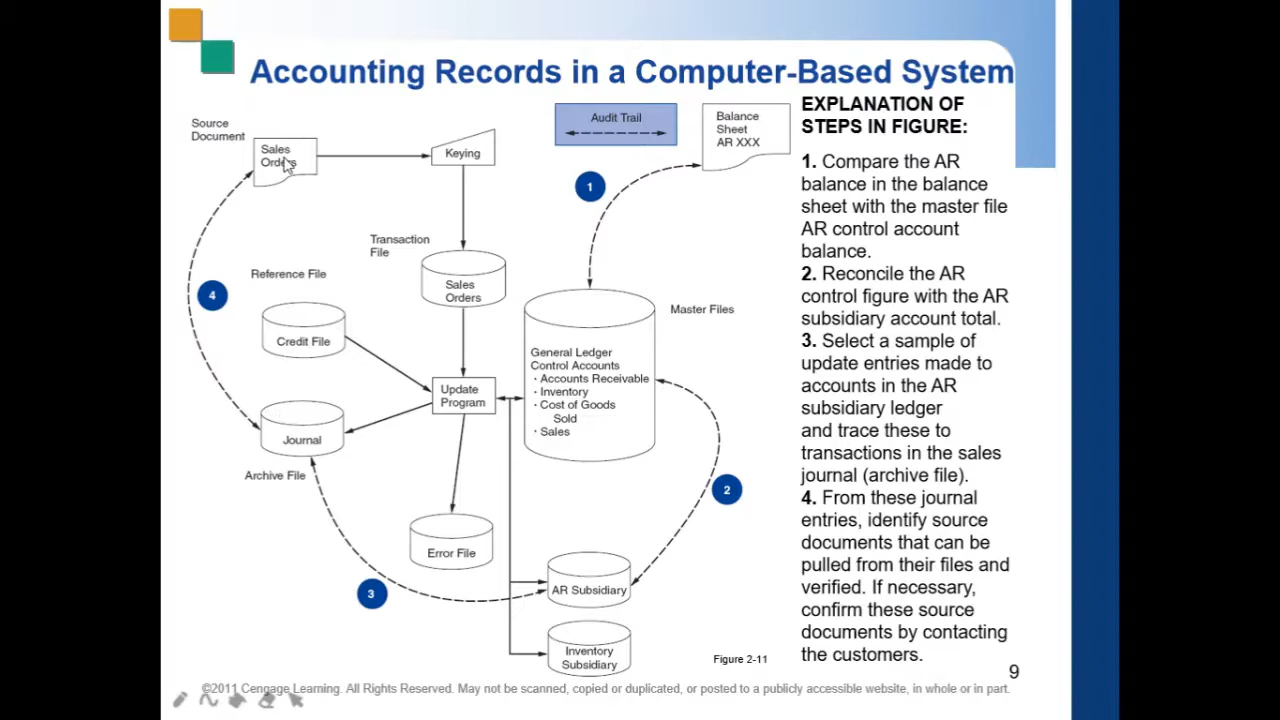 Accounting Records in a Computer-Based System
Source
Document
Sales
Orders
Keying
Audit Trail
Balance
Sheet
AR XXX
1
Transaction
File
Sales
Orders
Reference File
4
Credit File
Master Files
General Ledger
Control Accounts
· Accounts Receivable
· Inventory
· Cost of Goods
Sold
· Sales
Update
Program
Journal
Archive File
2
Error File
3
AR Subsidiary
Inventory
Subsidiary
Figure 2-11
EXPLANATION OF
STEPS IN FIGURE:
1. Compare the AR
balance in the balance
sheet with the master file
AR control account
balance.
2. Reconcile the AR
control figure with the AR
subsidiary account total.
3. Select a sample of
update entries made to
accounts in the AR
subsidiary ledger
and trace these to
transactions in the sales
journal (archive file).
4. From these journal
entries, identify source
documents that can be
pulled from their files and
verified. If necessary,
confirm these source
documents by contacting
the customers.
9
©2011 Cengage Learning. All Rights Reserved. May not be scanned, copied or duplicated, or posted to a publicly accessible website, in whole or in part.